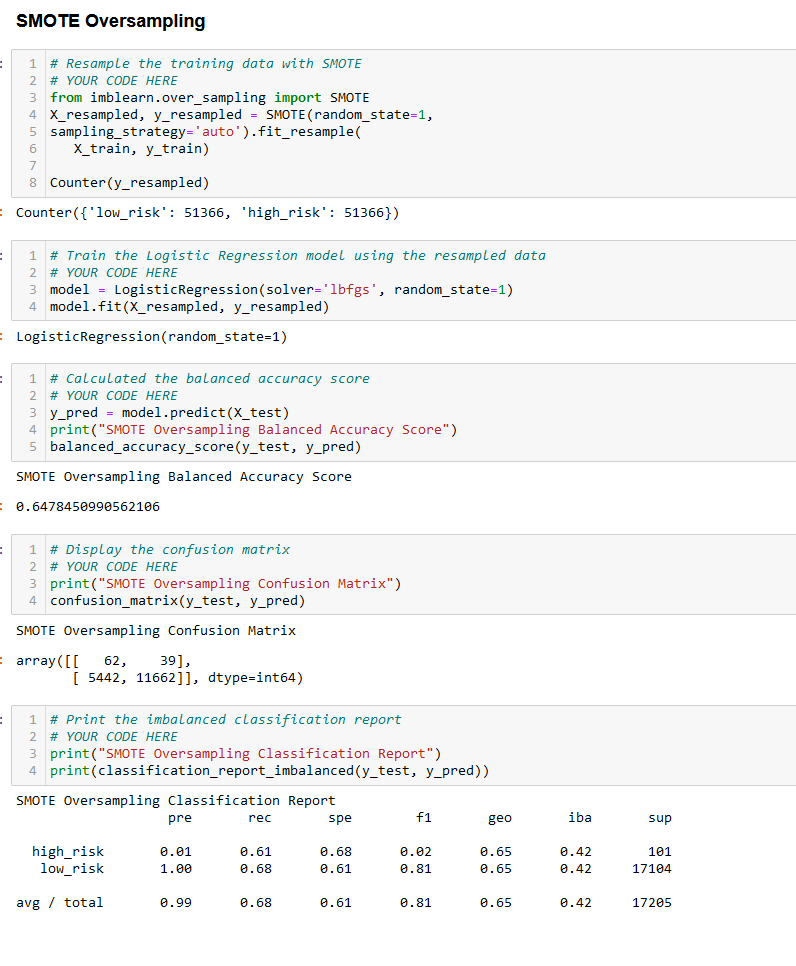 SMOTE Oversampling
1 # Resample the training data with SMOTE
2 # YOUR CODE HERE
3 from imblearn.over_sampling import SMOTE
4 X_resampled, y_resampled = SMOTE(random_state=1,
5 sampling_strategy='auto').fit_resample(
6    X_train, y_train)
7
8 Counter(y_resampled)
Counter({'low_risk': 51366, 'high_risk': 51366})
1 # Train the Logistic Regression model using the resampled data
2 # YOUR CODE HERE
3 model = LogisticRegression(solver='lbfgs', random_state=1)
4 model.fit(X_resampled, y_resampled)
LogisticRegression(random_state=1)
1 # Calculated the balanced accuracy score
2 # YOUR CODE HERE
3 y_pred = model.predict(X_test)
4 print("SMOTE Oversampling Balanced Accuracy Score")
5 balanced_accuracy_score(y_test, y_pred)
SMOTE Oversampling Balanced Accuracy Score
0.6478450990562106
1 # Display the confusion matrix
2 # YOUR CODE HERE
3 print("SMOTE Oversampling Confusion Matrix")
4 confusion_matrix(y_test, y_pred)
SMOTE Oversampling Confusion Matrix
array([[   62,    39],
       [ 5442, 11662]], dtype=int64)
1 # Print the imbalanced classification report
2 # YOUR CODE HERE
3 print("SMOTE Oversampling Classification Report")
4 print(classification_report_imbalanced(y_test, y_pred))
SMOTE Oversampling Classification Report
                   pre       rec       spe        f1       geo       iba       sup
  high_risk       0.01      0.61      0.68      0.02      0.65      0.42       101
   low_risk       1.00      0.68      0.61      0.81      0.65      0.42     17104
avg / total       0.99      0.68      0.61      0.81      0.65      0.42     17205